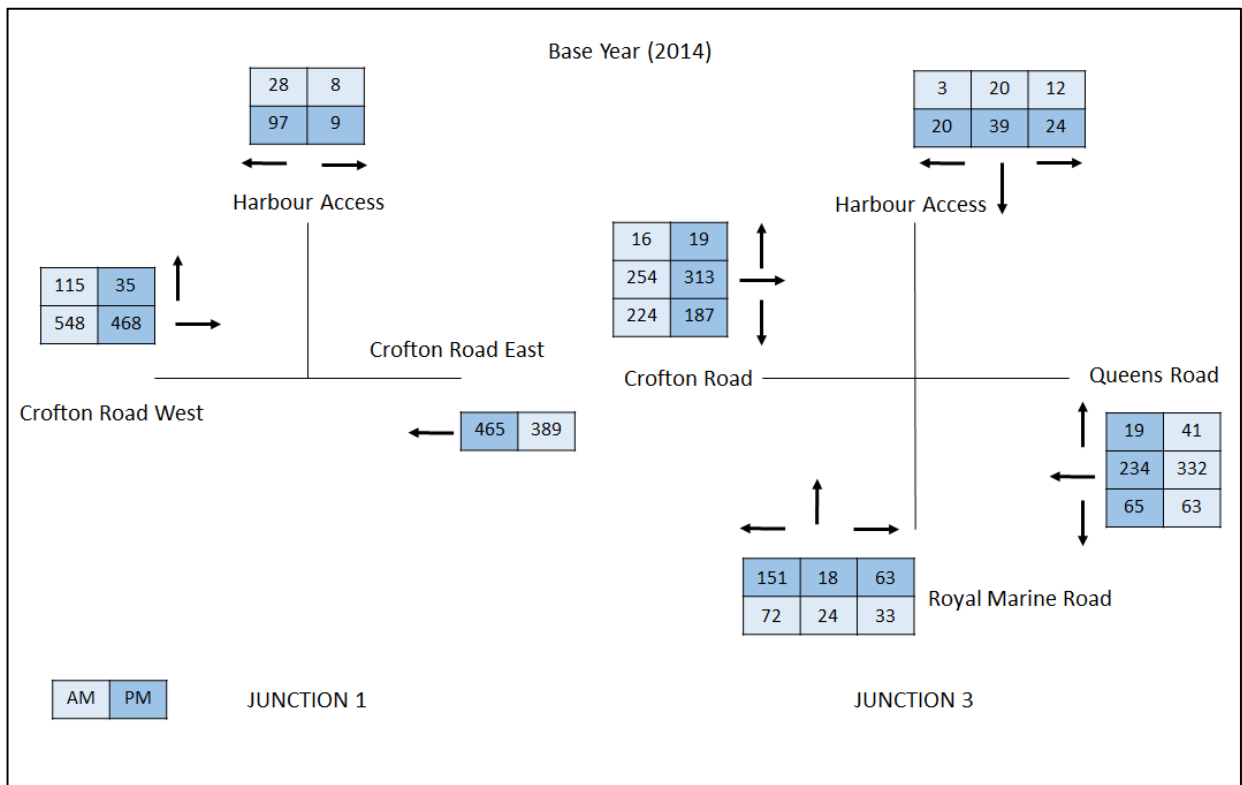 Base Year (2014)
28 8
97 9
Harbour Access
115 35
548 468
Crofton Road East
Crofton Road West
465 389
3 20 12
20 39 24
Harbour Access
16 19
254 313
224 187
Crofton Road
Queens Road
19 41
234 332
65 63
151 18 63
72 24 33
Royal Marine Road
AM PM
JUNCTION 1
JUNCTION 3